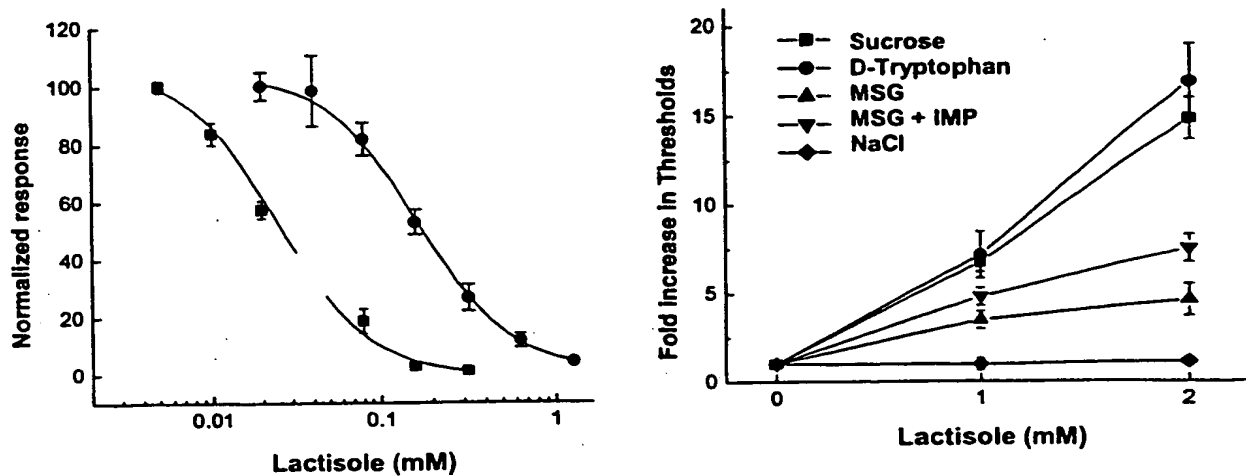 120
100
80
60
40
20
0
Normalized response
0.01
0.1
1
Lactisole (mM)
20
15
10
5
0
Fold increase in Thresholds
Sucrose
D-Tryptophan
MSG
MSG + IMP
NaCl
0
1
2
Lactisole (mM)